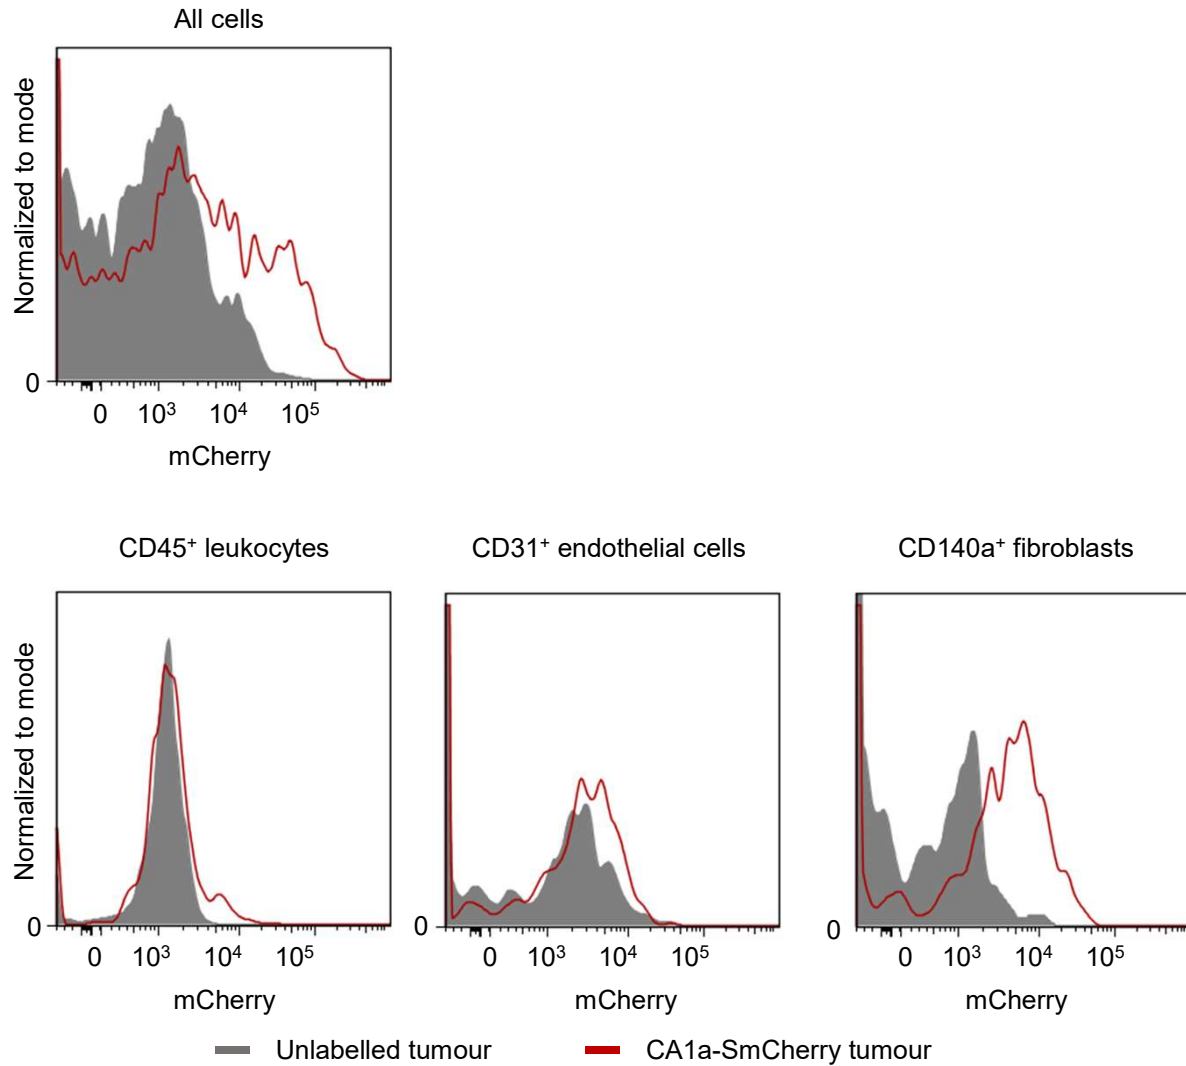 All cells
Normalized to mode
0
0 10³ 10⁴ 10⁵
mCherry
CD45⁺ leukocytes
CD31⁺ endothelial cells
CD140a⁺ fibroblasts
Normalized to mode
0
0
0
0 10³ 10⁴ 10⁵
0 10³ 10⁴ 10⁵
0 10³ 10⁴ 10⁵
mCherry
mCherry
mCherry
Unlabelled tumour
CA1a-SmCherry tumour